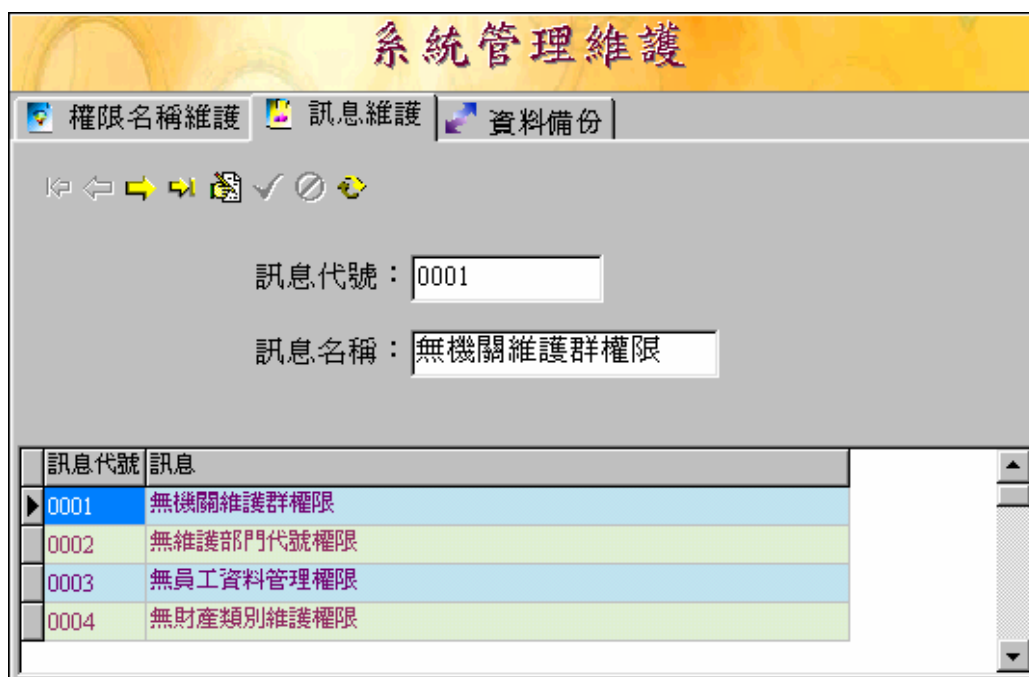 系統管理維護
權限名稱維護 訊息維護 資料備份
訊息代號：0001
訊息名稱：無機關維護群權限
訊息代號 訊息
0001 無機關維護群權限
0002 無維護部門代號權限
0003 無員工資料管理權限
0004 無財產類別維護權限